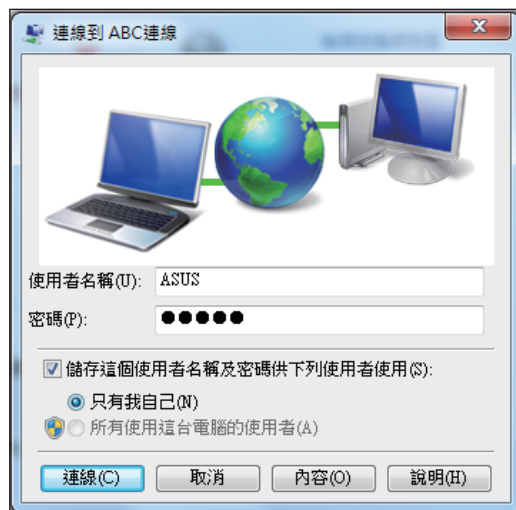 連線到 ABC連線
使用者名稱(U): ASUS
密碼(P): ●●●●●
儲存這個使用者名稱及密碼供下列使用者使用(S):
只有我自己(N)
所有使用這台電腦的使用者(A)
連線(C) 取消 內容(O) 說明(H)